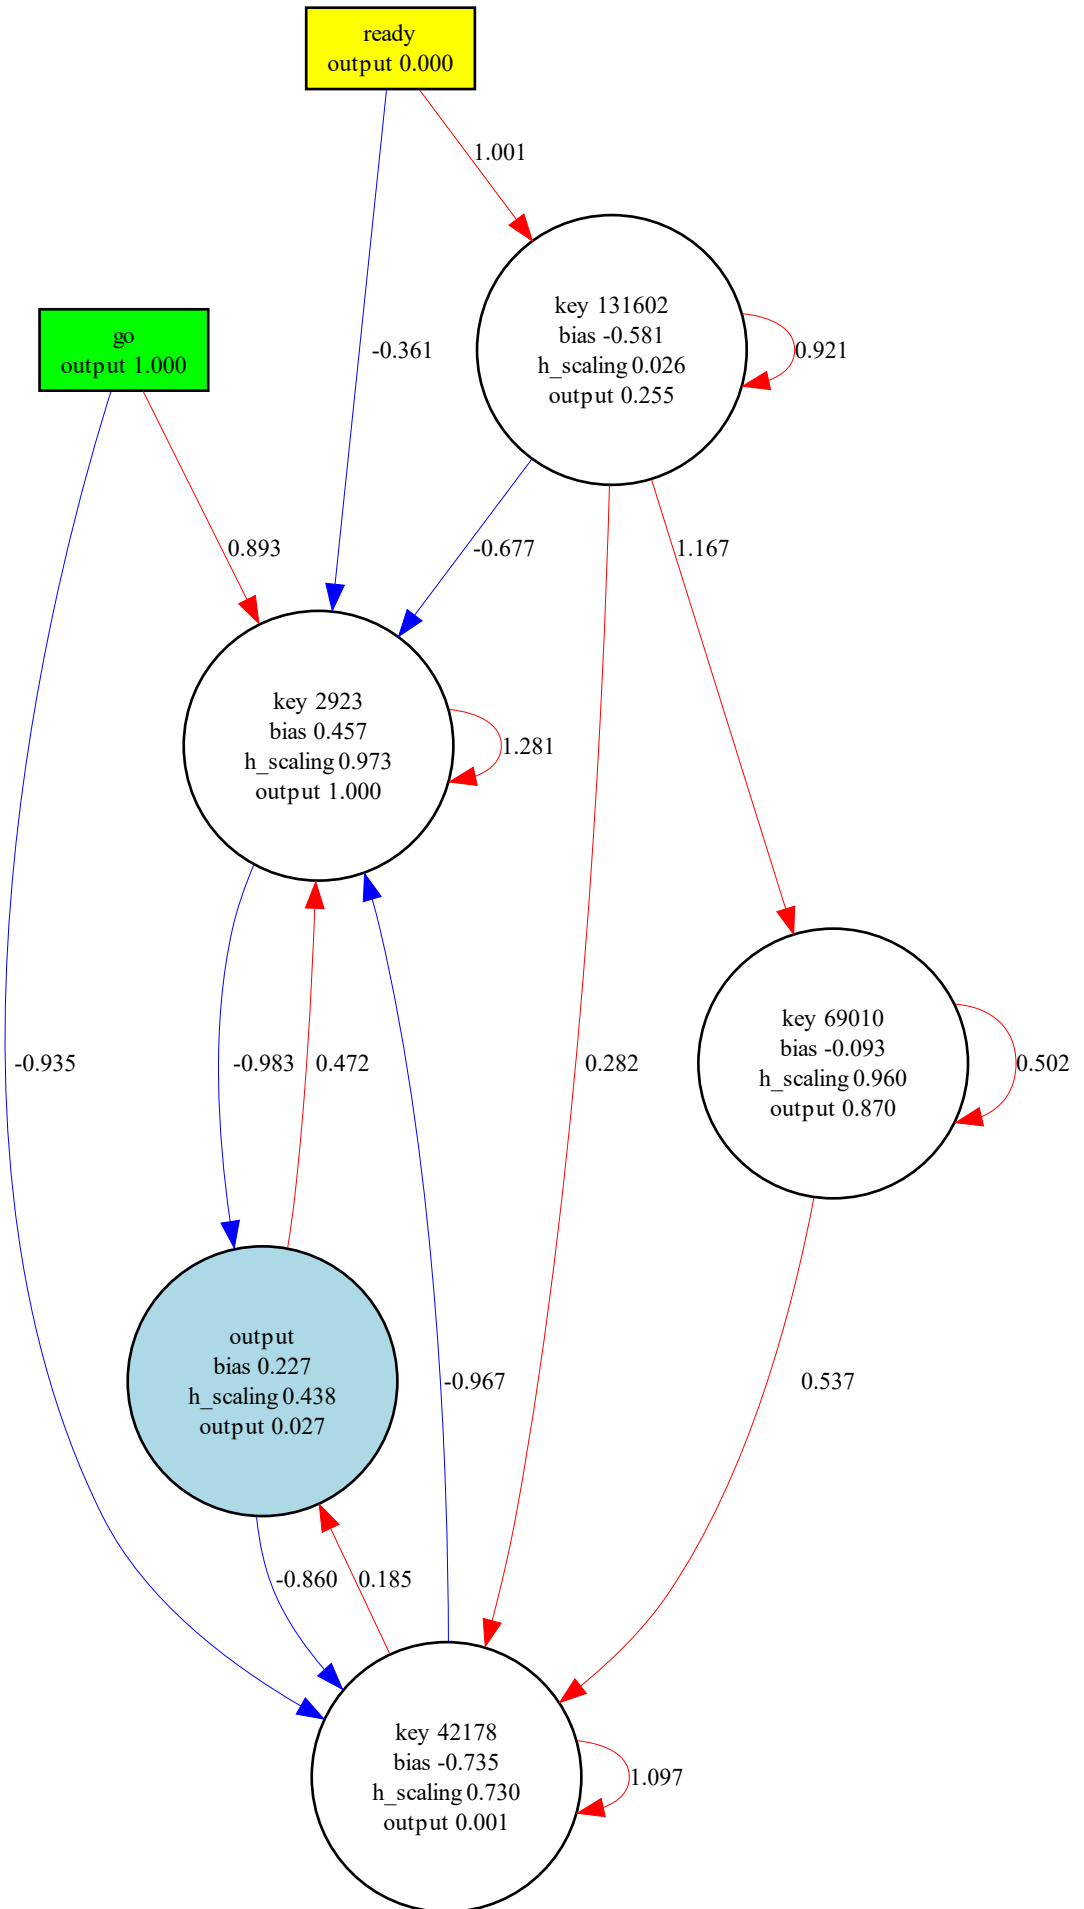 ready
output 0.000
1.001
key 131602
bias -0.581
h_scaling 0.026
output 0.255
0.921
go
output 1.000
-0.361
0.893
-0.677
1.167
key 2923
bias 0.457
h_scaling 0.973
output 1.000
1.281
key 69010
bias -0.093
h_scaling 0.960
output 0.870
0.502
-0.935
-0.983
0.472
0.282
output
bias 0.227
h_scaling 0.438
output 0.027
-0.967
0.537
-0.860
0.185
key 42178
bias -0.735
h_scaling 0.730
output 0.001
1.097